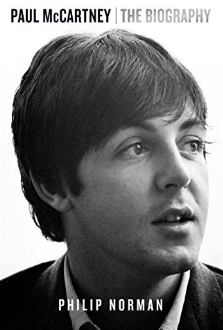 PAUL McCARTNEY | THE BIOGRAPHY
PHILIP NORMAN